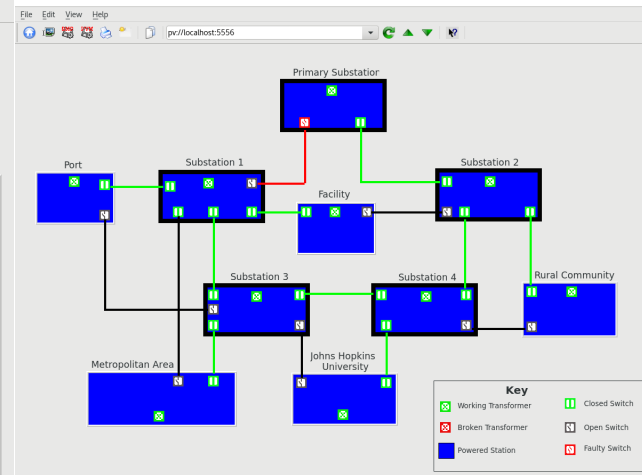 File Edit View Help
pv://localhost:5556
Primary Substation
Port
Substation 1
Substation 2
Facility
Substation 3
Substation 4
Rural Community
Metropolitan Area
Johns Hopkins
University
Key
Working Transformer
Closed Switch
Broken Transformer
Open Switch
Powered Station
Faulty Switch